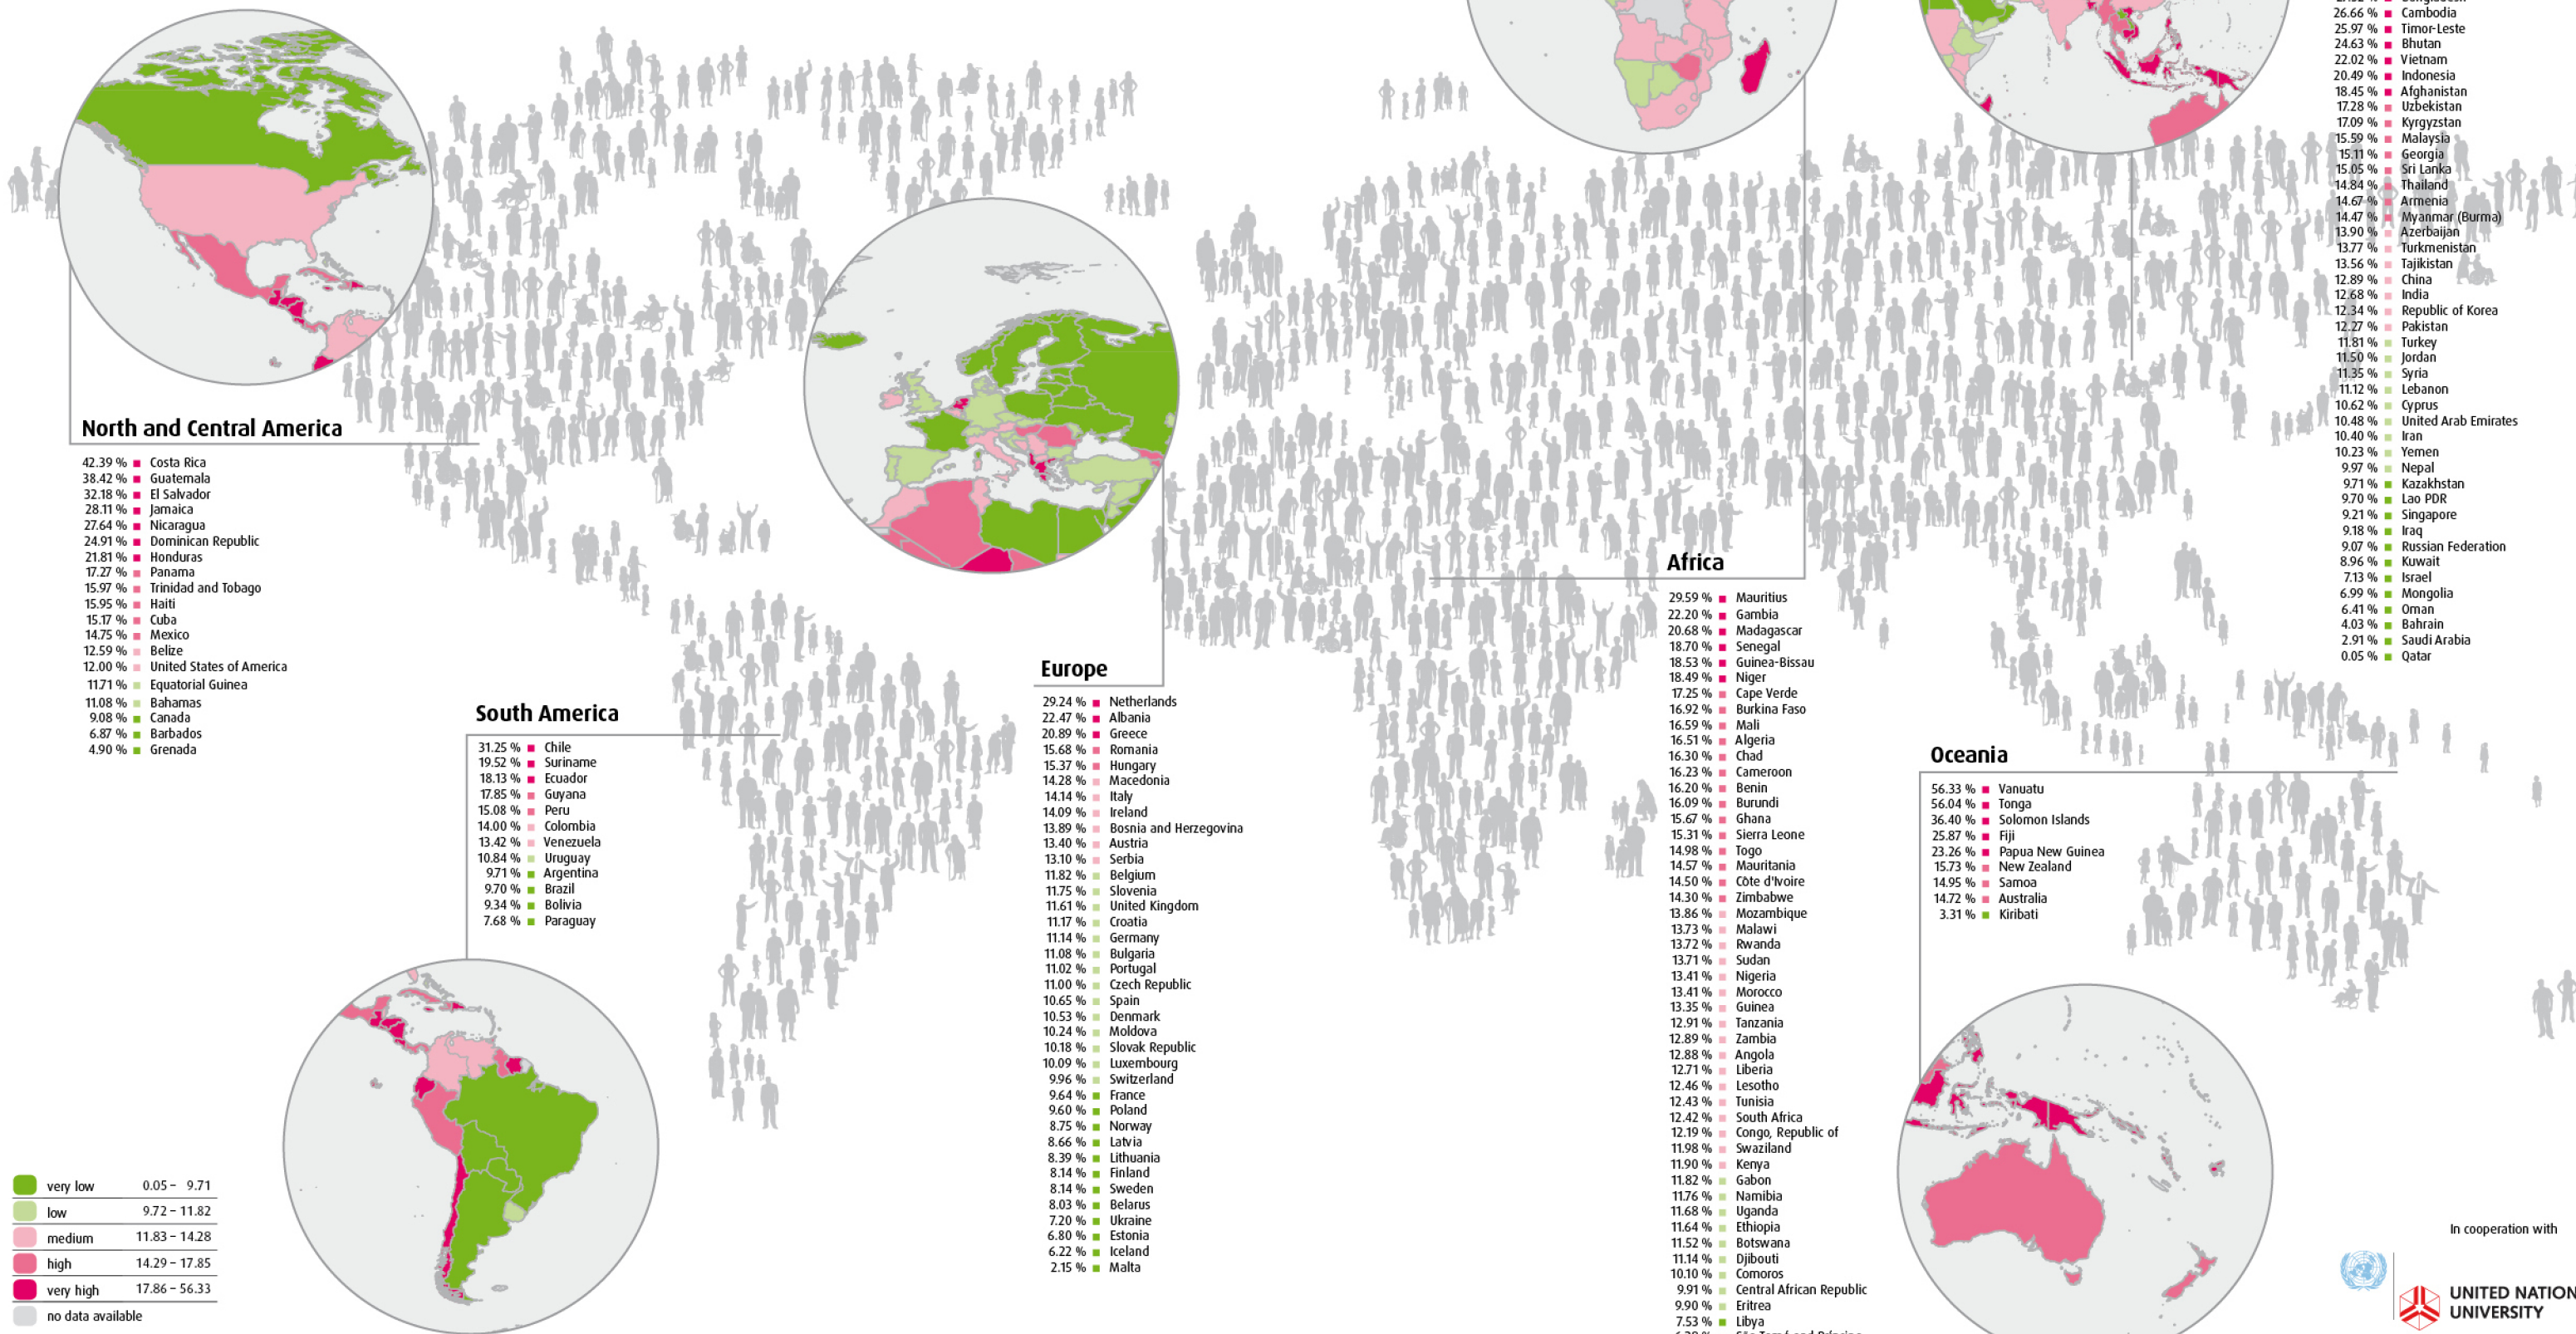 North and Central America
42.39 % Costa Rica
38.42 % Guatemala
32.18 % El Salvador
28.11 % Jamaica
27.64 % Nicaragua
24.91 % Dominican Republic
21.81 % Honduras
17.27 % Panama
15.97 % Trinidad and Tobago
15.95 % Haiti
15.17 % Cuba
14.75 % Mexico
12.59 % Belize
12.00 % United States of America
11.71 % Equatorial Guinea
11.08 % Bahamas
9.08 % Canada
6.87 % Barbados
4.90 % Grenada
South America
31.25 % Chile
19.52 % Suriname
18.13 % Ecuador
17.85 % Guyana
15.08 % Peru
14.00 % Colombia
13.42 % Venezuela
10.84 % Uruguay
9.71 % Argentina
9.70 % Brazil
9.34 % Bolivia
7.68 % Paraguay
very low 0.05 – 9.71
low 9.72 – 11.82
medium 11.83 – 14.28
high 14.29 – 17.85
very high 17.86 – 56.33
no data available
Europe
29.24 % Netherlands
22.47 % Albania
20.89 % Greece
15.68 % Romania
15.37 % Hungary
14.28 % Macedonia
14.14 % Italy
14.09 % Ireland
13.89 % Bosnia and Herzegovina
13.40 % Austria
13.10 % Serbia
11.82 % Belgium
11.75 % Slovenia
11.61 % United Kingdom
11.17 % Croatia
11.14 % Germany
11.08 % Bulgaria
11.02 % Portugal
11.00 % Czech Republic
10.65 % Spain
10.53 % Denmark
10.24 % Moldova
10.18 % Slovak Republic
10.09 % Luxembourg
9.96 % Switzerland
9.64 % France
9.60 % Poland
8.75 % Norway
8.66 % Latvia
8.39 % Lithuania
8.14 % Finland
8.14 % Sweden
8.03 % Belarus
7.20 % Ukraine
6.80 % Estonia
6.22 % Iceland
2.15 % Malta
Africa
29.59 % Mauritius
22.20 % Gambia
20.68 % Madagascar
18.70 % Senegal
18.53 % Guinea-Bissau
18.49 % Niger
17.25 % Cape Verde
16.92 % Burkina Faso
16.59 % Mali
16.51 % Algeria
16.30 % Chad
16.23 % Cameroon
16.20 % Benin
16.09 % Burundi
15.67 % Ghana
15.31 % Sierra Leone
14.98 % Togo
14.57 % Mauritania
14.50 % Côte d'Ivoire
14.30 % Zimbabwe
13.86 % Mozambique
13.73 % Malawi
13.72 % Rwanda
13.71 % Sudan
13.41 % Nigeria
13.41 % Morocco
13.35 % Guinea
12.91 % Tanzania
12.89 % Zambia
12.88 % Angola
12.71 % Liberia
12.46 % Lesotho
12.43 % Tunisia
12.42 % South Africa
12.19 % Congo, Republic of
11.98 % Swaziland
11.90 % Kenya
11.82 % Gabon
11.76 % Namibia
11.68 % Uganda
11.64 % Ethiopia
11.52 % Botswana
11.14 % Djibouti
10.10 % Comoros
9.91 % Central African Republic
9.90 % Eritrea
7.53 % Libya
26.66 % Cambodia
25.97 % Timor-Leste
24.63 % Bhutan
22.02 % Vietnam
20.49 % Indonesia
18.45 % Afghanistan
17.28 % Uzbekistan
17.09 % Kyrgyzstan
15.59 % Malaysia
15.11 % Georgia
15.05 % Sri Lanka
14.84 % Thailand
14.67 % Armenia
14.47 % Myanmar (Burma)
13.90 % Azerbaijan
13.77 % Turkmenistan
13.56 % Tajikistan
12.89 % China
12.68 % India
12.34 % Republic of Korea
12.27 % Pakistan
11.81 % Turkey
11.50 % Jordan
11.35 % Syria
11.12 % Lebanon
10.62 % Cyprus
10.48 % United Arab Emirates
10.40 % Iran
10.23 % Yemen
9.97 % Nepal
9.71 % Kazakhstan
9.70 % Lao PDR
9.21 % Singapore
9.18 % Iraq
9.07 % Russian Federation
8.96 % Kuwait
7.13 % Israel
6.99 % Mongolia
6.41 % Oman
4.03 % Bahrain
2.91 % Saudi Arabia
0.05 % Qatar
Oceania
56.33 % Vanuatu
56.04 % Tonga
36.40 % Solomon Islands
25.87 % Fiji
23.26 % Papua New Guinea
15.73 % New Zealand
14.95 % Samoa
14.72 % Australia
3.31 % Kiribati
In cooperation with
UNITED NATION
UNIVERSITY